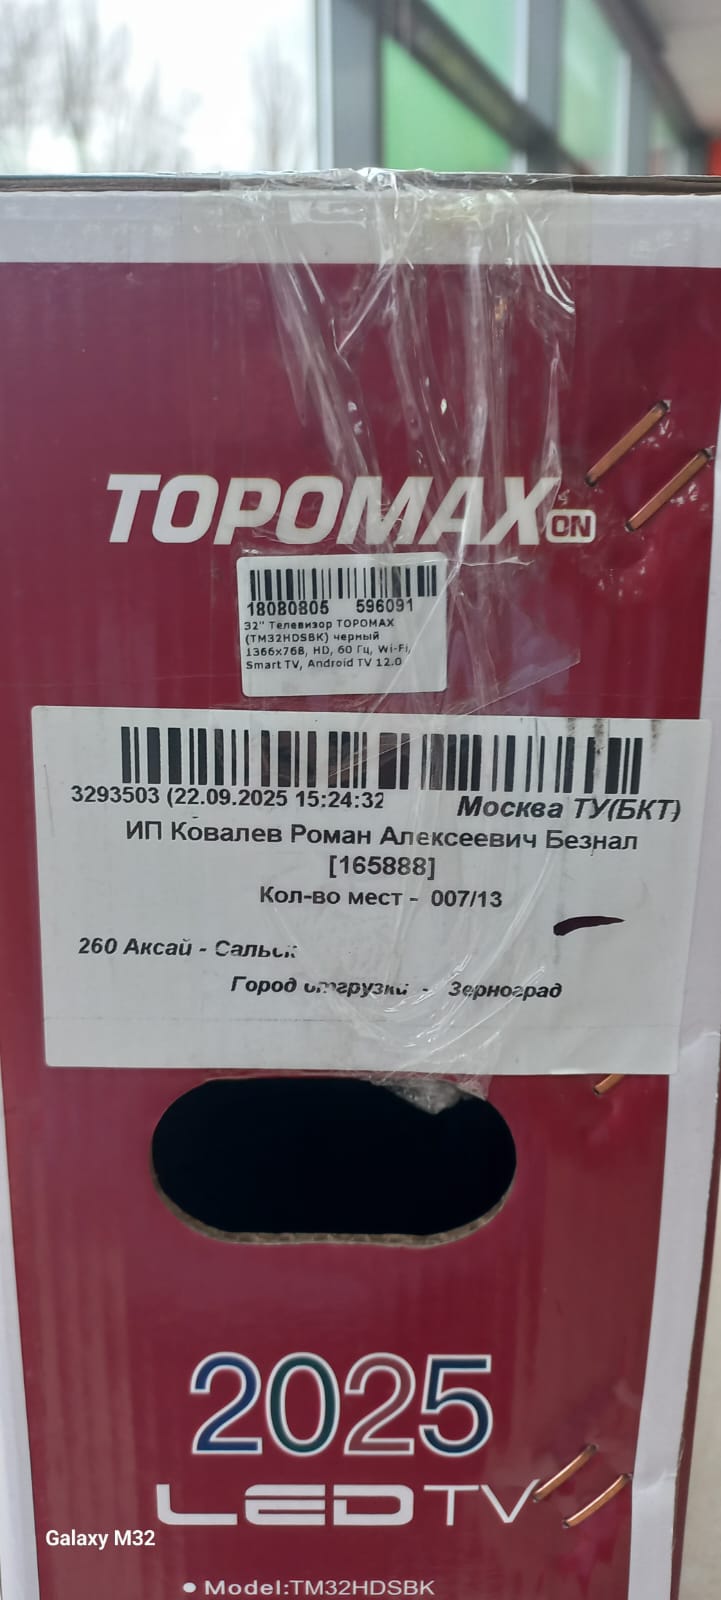 TOPOMAX ON
18080805 596091
32" Телевизор TOPOMAX
(TM32HDSBK) черный
1366x768, HD, 60 Гц, Wi-Fi,
Smart TV, Android TV 12.0
3293503 (22.09.2025 15:24:32
Москва ТУ(БКТ)
ИП Ковалев Роман Алексеевич Безнал
[165888]
Кол-во мест - 007/13
260 Аксай - Сальск
Город отгрузки - Зерноград
2025
LED TV
Galaxy M32
• Model:TM32HDSBK